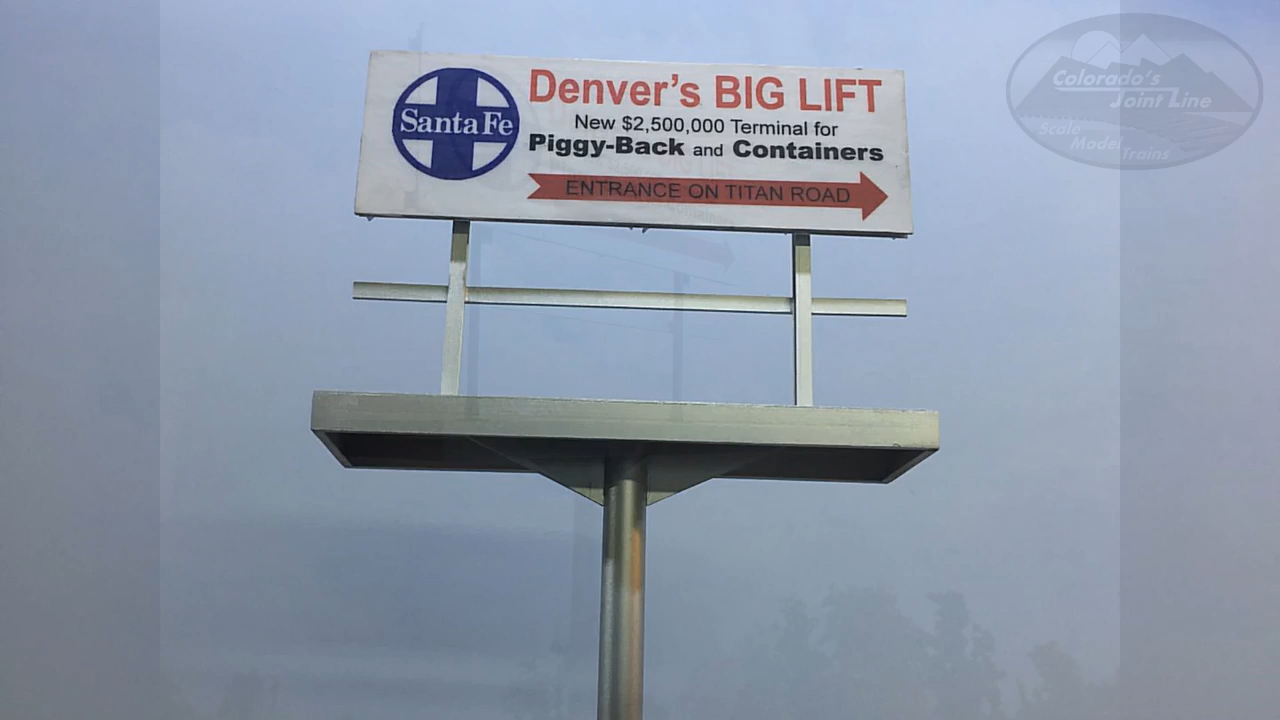 Santa Fe
Denver's BIG LIFT
New $2,500,000 Terminal for
Piggy-Back and Containers
ENTRANCE ON TITAN ROAD
Colorado's
Joint Line
Scale
Model
Trains